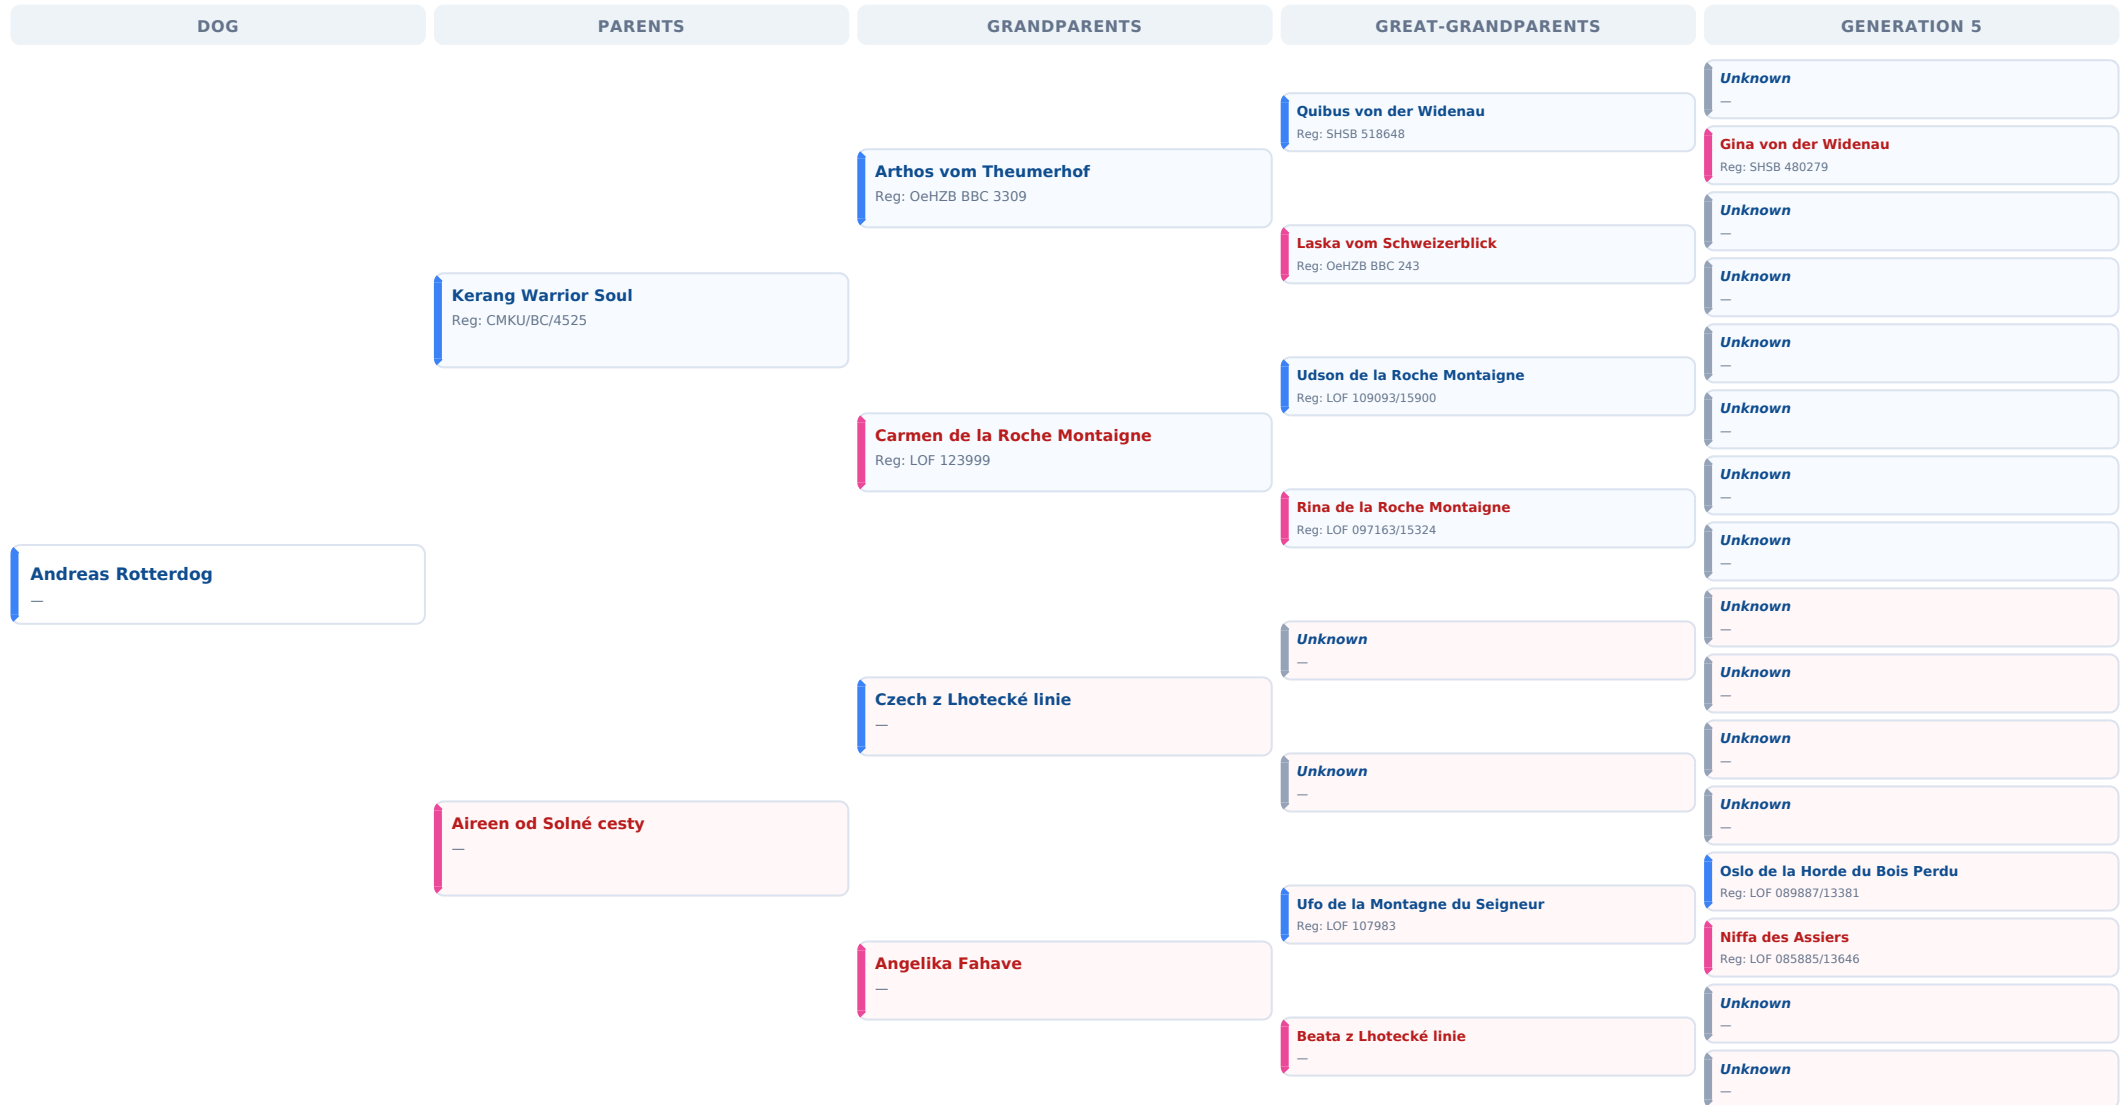 DOG
PARENTS
GRANDPARENTS
GREAT-GRANDPARENTS
GENERATION 5
Andreas Rotterdog
—
Kerang Warrior Soul
Reg: CMKU/BC/4525
Aireen od Solné cesty
—
Arthos vom Theumerhof
Reg: OeHZB BBC 3309
Carmen de la Roche Montaigne
Reg: LOF 123999
Czech z Lhotecké linie
—
Angelika Fahave
—
Quibus von der Widenau
Reg: SHSB 518648
Laska vom Schweizerblick
Reg: OeHZB BBC 243
Udson de la Roche Montaigne
Reg: LOF 109093/15900
Rina de la Roche Montaigne
Reg: LOF 097163/15324
Unknown
—
Unknown
—
Ufo de la Montagne du Seigneur
Reg: LOF 107983
Beata z Lhotecké linie
—
Unknown
—
Gina von der Widenau
Reg: SHSB 480279
Unknown
—
Unknown
—
Unknown
—
Unknown
—
Unknown
—
Unknown
—
Unknown
—
Unknown
—
Unknown
—
Unknown
—
Oslo de la Horde du Bois Perdu
Reg: LOF 089887/13381
Niffa des Assiers
Reg: LOF 085885/13646
Unknown
—
Unknown
—